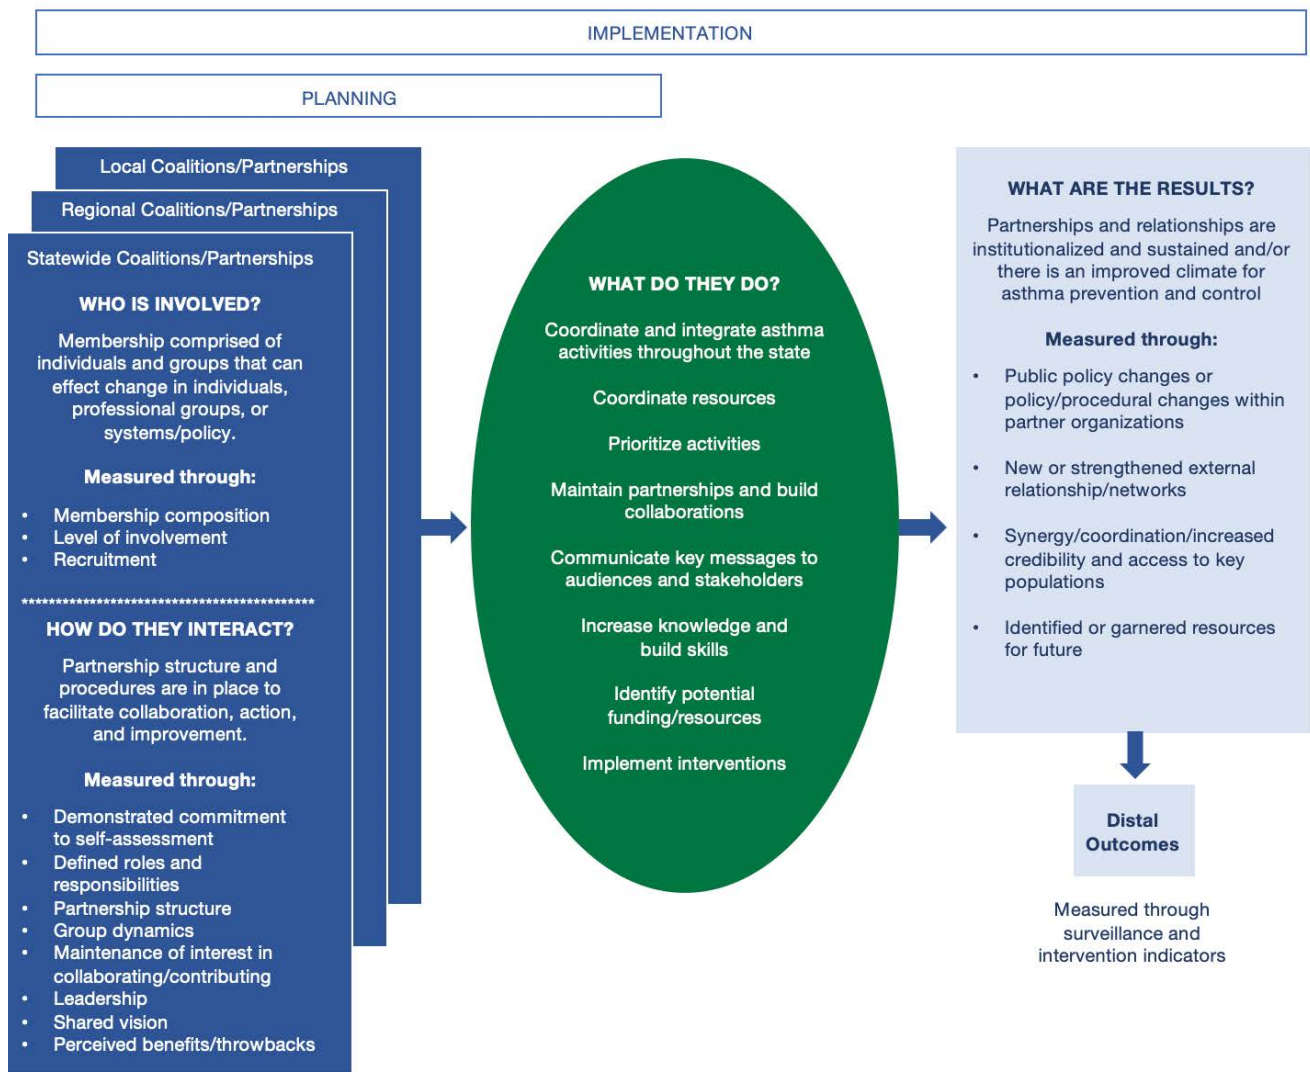 IMPLEMENTATION
PLANNING
Local Coalitions/Partnerships
Regional Coalitions/Partnerships
Statewide Coalitions/Partnerships
WHO IS INVOLVED?
Membership comprised of
individuals and groups that can
effect change in individuals,
professional groups, or
systems/policy.
Measured through:
• Membership composition
• Level of involvement
• Recruitment
*******************************************
HOW DO THEY INTERACT?
Partnership structure and
procedures are in place to
facilitate collaboration, action,
and improvement.
Measured through:
• Demonstrated commitment
to self-assessment
• Defined roles and
responsibilities
• Partnership structure
• Group dynamics
• Maintenance of interest in
collaborating/contributing
• Leadership
• Shared vision
• Perceived benefits/throwbacks
WHAT DO THEY DO?
Coordinate and integrate asthma
activities throughout the state
Coordinate resources
Prioritize activities
Maintain partnerships and build
collaborations
Communicate key messages to
audiences and stakeholders
Increase knowledge and
build skills
Identify potential
funding/resources
Implement interventions
WHAT ARE THE RESULTS?
Partnerships and relationships are
institutionalized and sustained and/or
there is an improved climate for
asthma prevention and control
Measured through:
• Public policy changes or
policy/procedural changes within
partner organizations
• New or strengthened external
relationship/networks
• Synergy/coordination/increased
credibility and access to key
populations
• Identified or garnered resources
for future
Distal
Outcomes
Measured through
surveillance and
intervention indicators